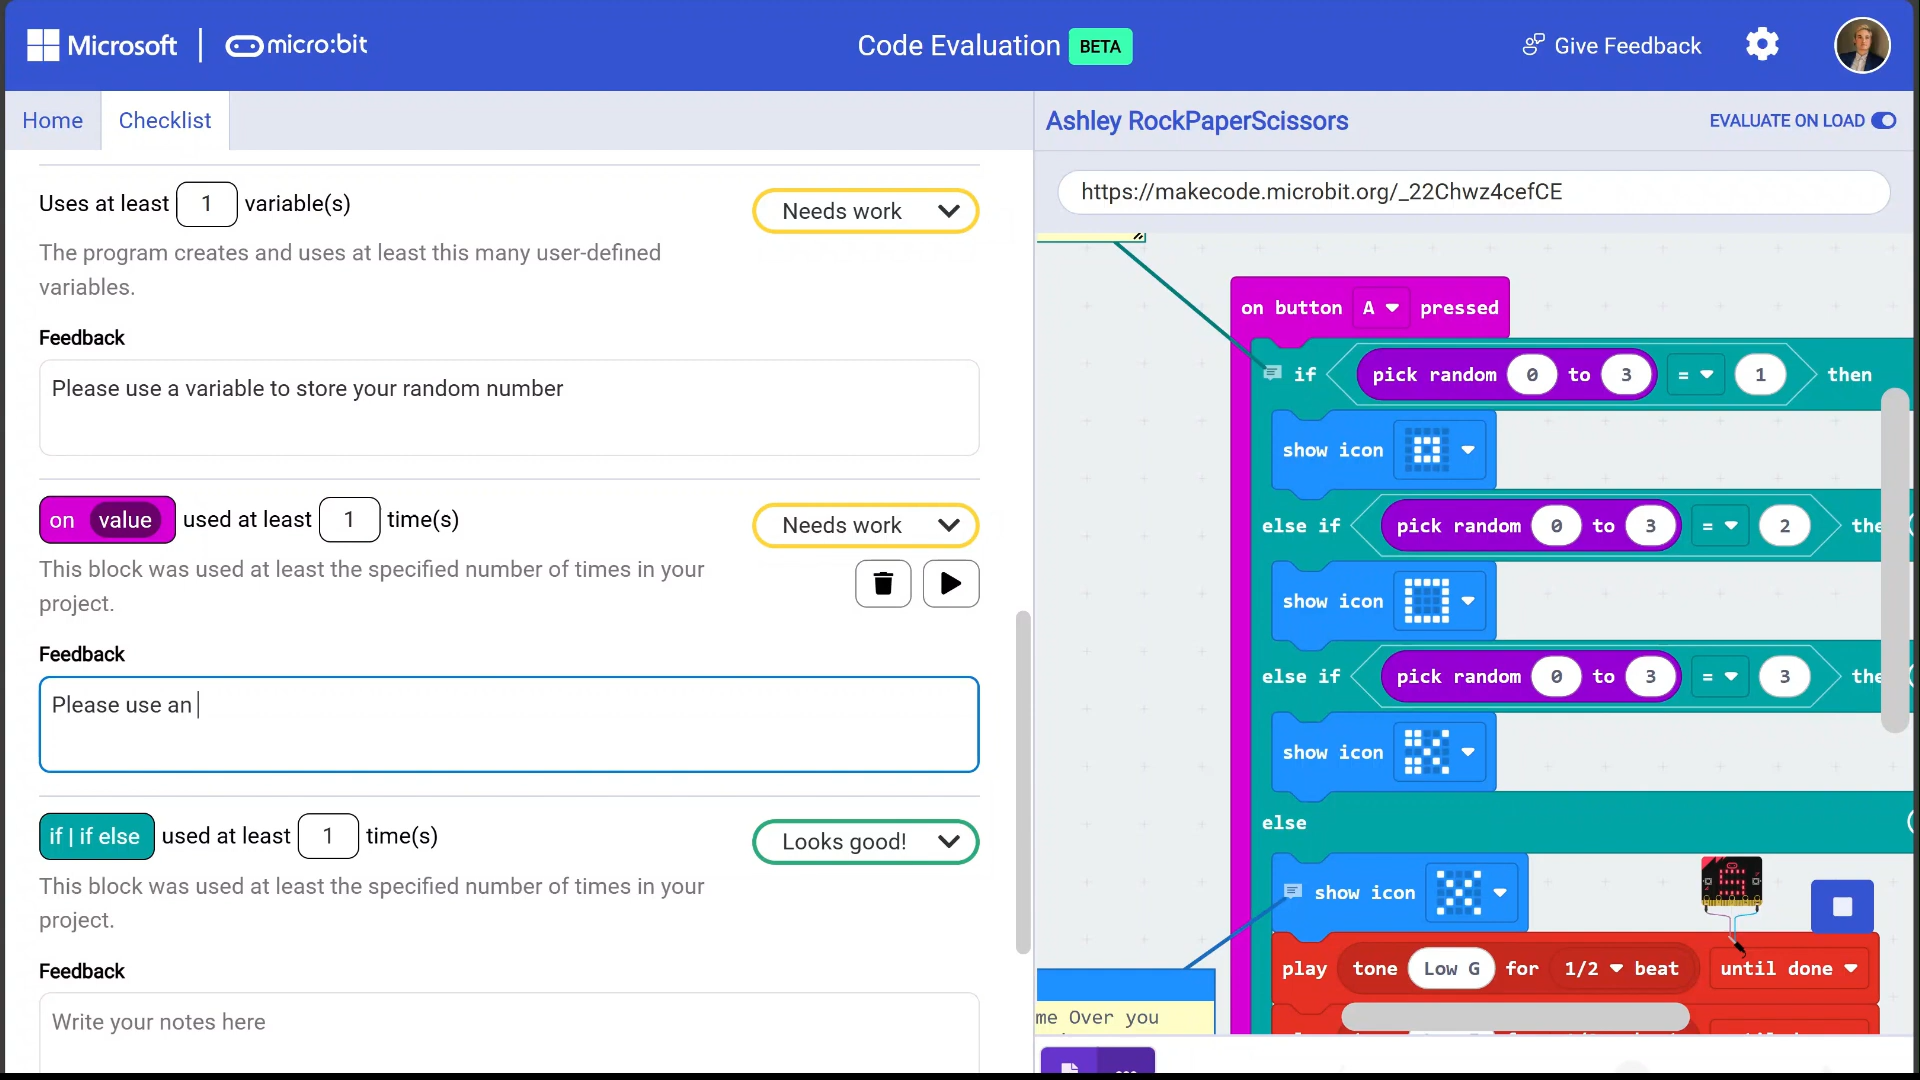 Microsoft | micro:bit
Code Evaluation BETA
Give Feedback
Home
Checklist
Uses at least 1 variable(s)
Needs work
The program creates and uses at least this many user-defined
variables.
Feedback
Please use a variable to store your random number
on value used at least 1 time(s)
Needs work
This block was used at least the specified number of times in your
project.
Feedback
Please use an
if | if else used at least 1 time(s)
Looks good!
This block was used at least the specified number of times in your
project.
Feedback
Write your notes here
Ashley RockPaperScissors
EVALUATE ON LOAD
https://makecode.microbit.org/_22Chwz4cefCE
on button A pressed
if pick random 0 to 3 = 1 then
show icon
else if pick random 0 to 3 = 2 the
show icon
else if pick random 0 to 3 = 3 the
show icon
else
show icon
play tone Low G for 1/2 beat until done
me Over you